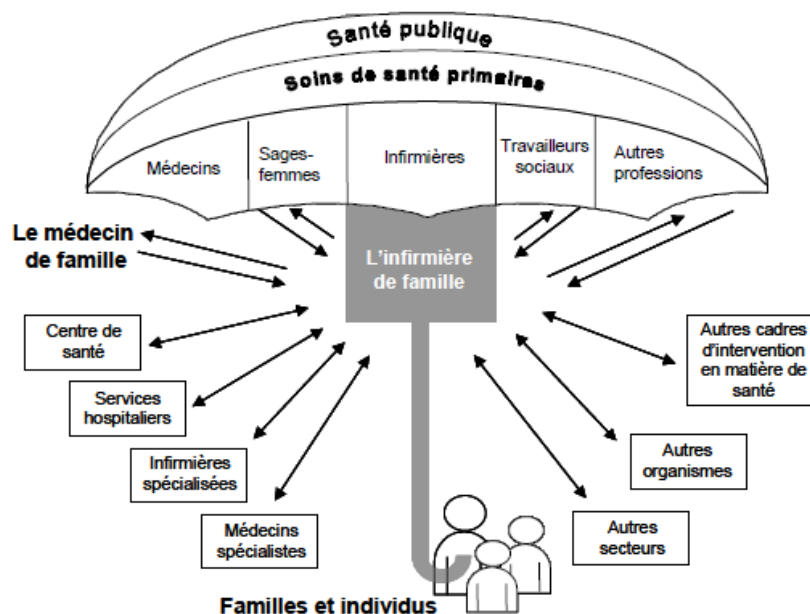 Santé publique
Soins de santé primaires
Médecins
Sages-
femmes
Infirmières
Travailleurs
sociaux
Autres
professions
Le médecin
de famille
L'infirmière
de famille
Centre de
santé
Services
hospitaliers
Infirmières
spécialisées
Médecins
spécialistes
Autres cadres
d'intervention
en matière de
santé
Autres
organismes
Autres
secteurs
Familles et individus